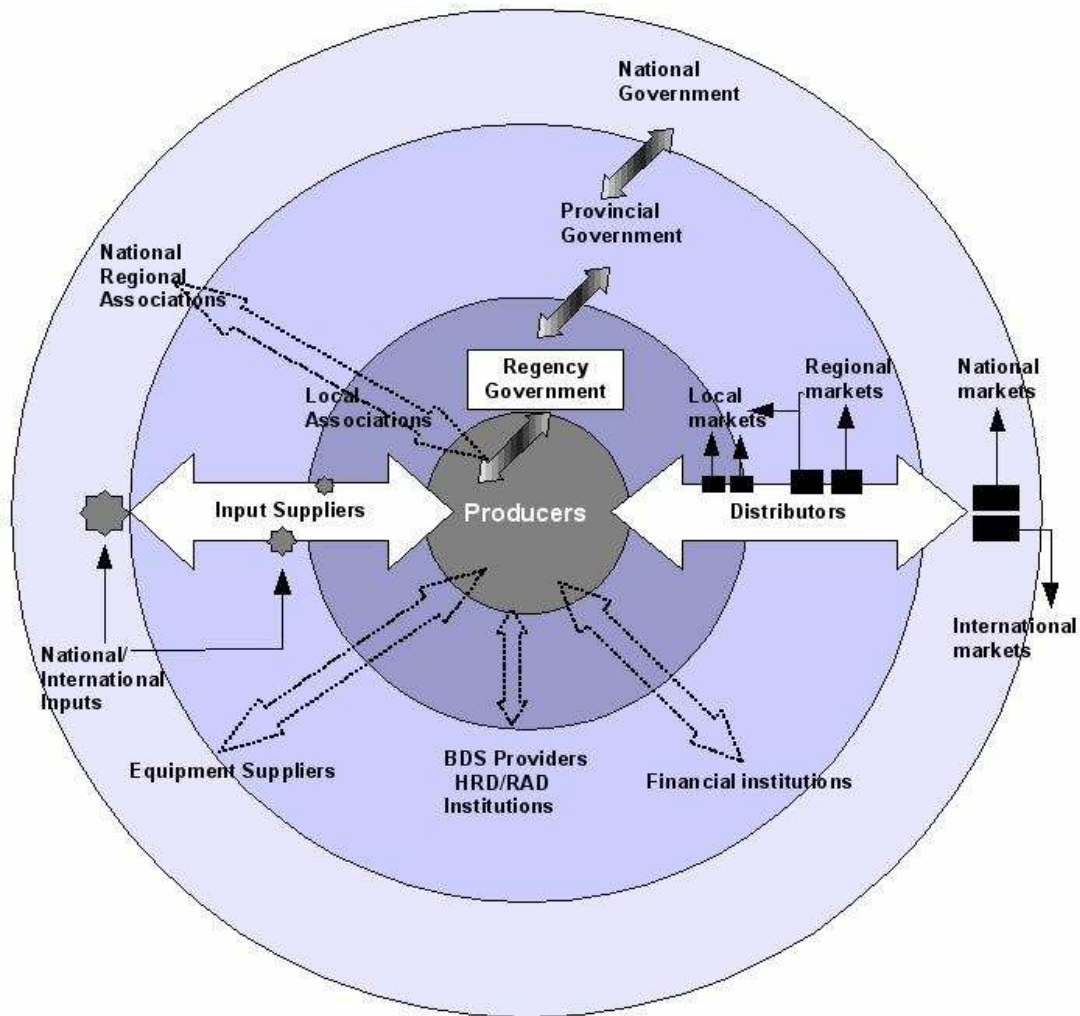 National
Government
Provincial
Government
National
Regional
Associations
Regency
Government
Local
Associations
Local
markets
Regional
markets
National
markets
Input Suppliers
Producers
Distributors
National/
International
Inputs
International
markets
Equipment Suppliers
BDS Providers
HRD/RAD
Institutions
Financial institutions